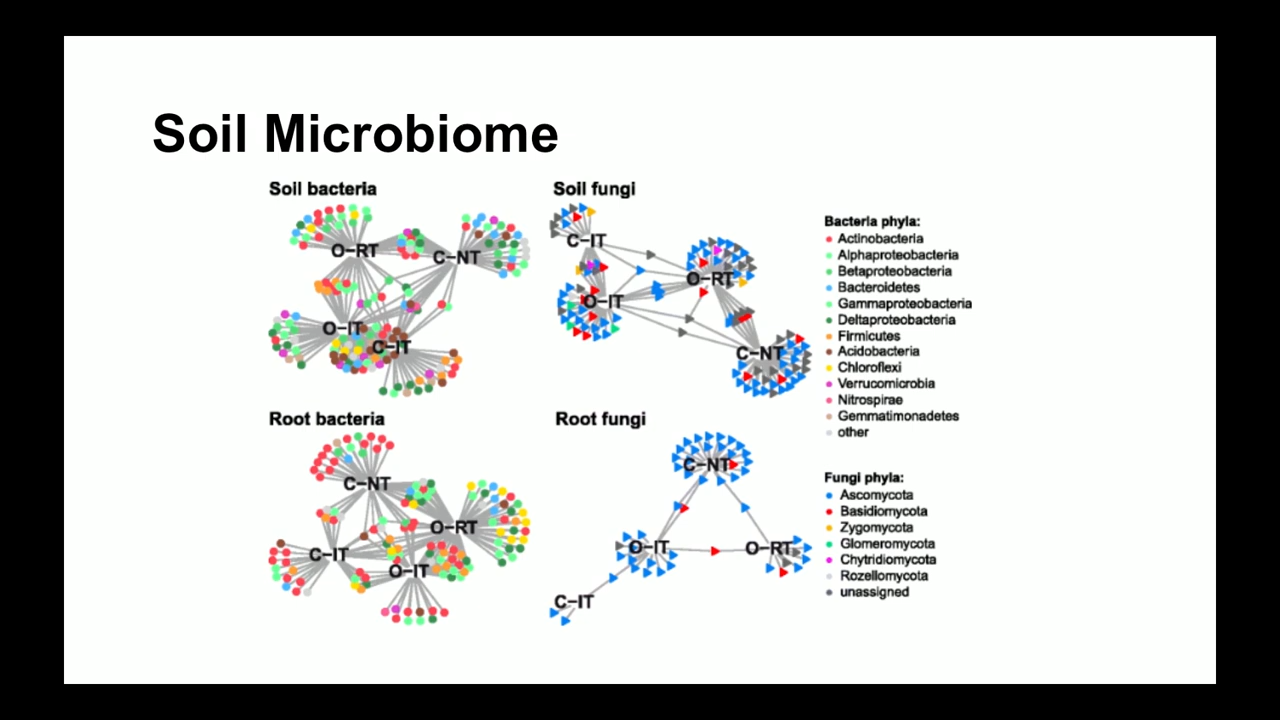 Soil Microbiome
Soil bacteria
O–RT
C–NT
O–IT
C–IT
Soil fungi
C–IT
O–RT
O–IT
C–NT
Root bacteria
C–NT
O–RT
C–IT
O–IT
Root fungi
C–NT
O–IT
O–RT
C–IT
Bacteria phyla:
Actinobacteria
Alphaproteobacteria
Betaproteobacteria
Bacteroidetes
Gammaproteobacteria
Deltaproteobacteria
Firmicutes
Acidobacteria
Chloroflexi
Verrucomicrobia
Nitrospirae
Gemmatimonadetes
other
Fungi phyla:
Ascomycota
Basidiomycota
Zygomycota
Glomeromycota
Chytridiomycota
Rozellomycota
unassigned